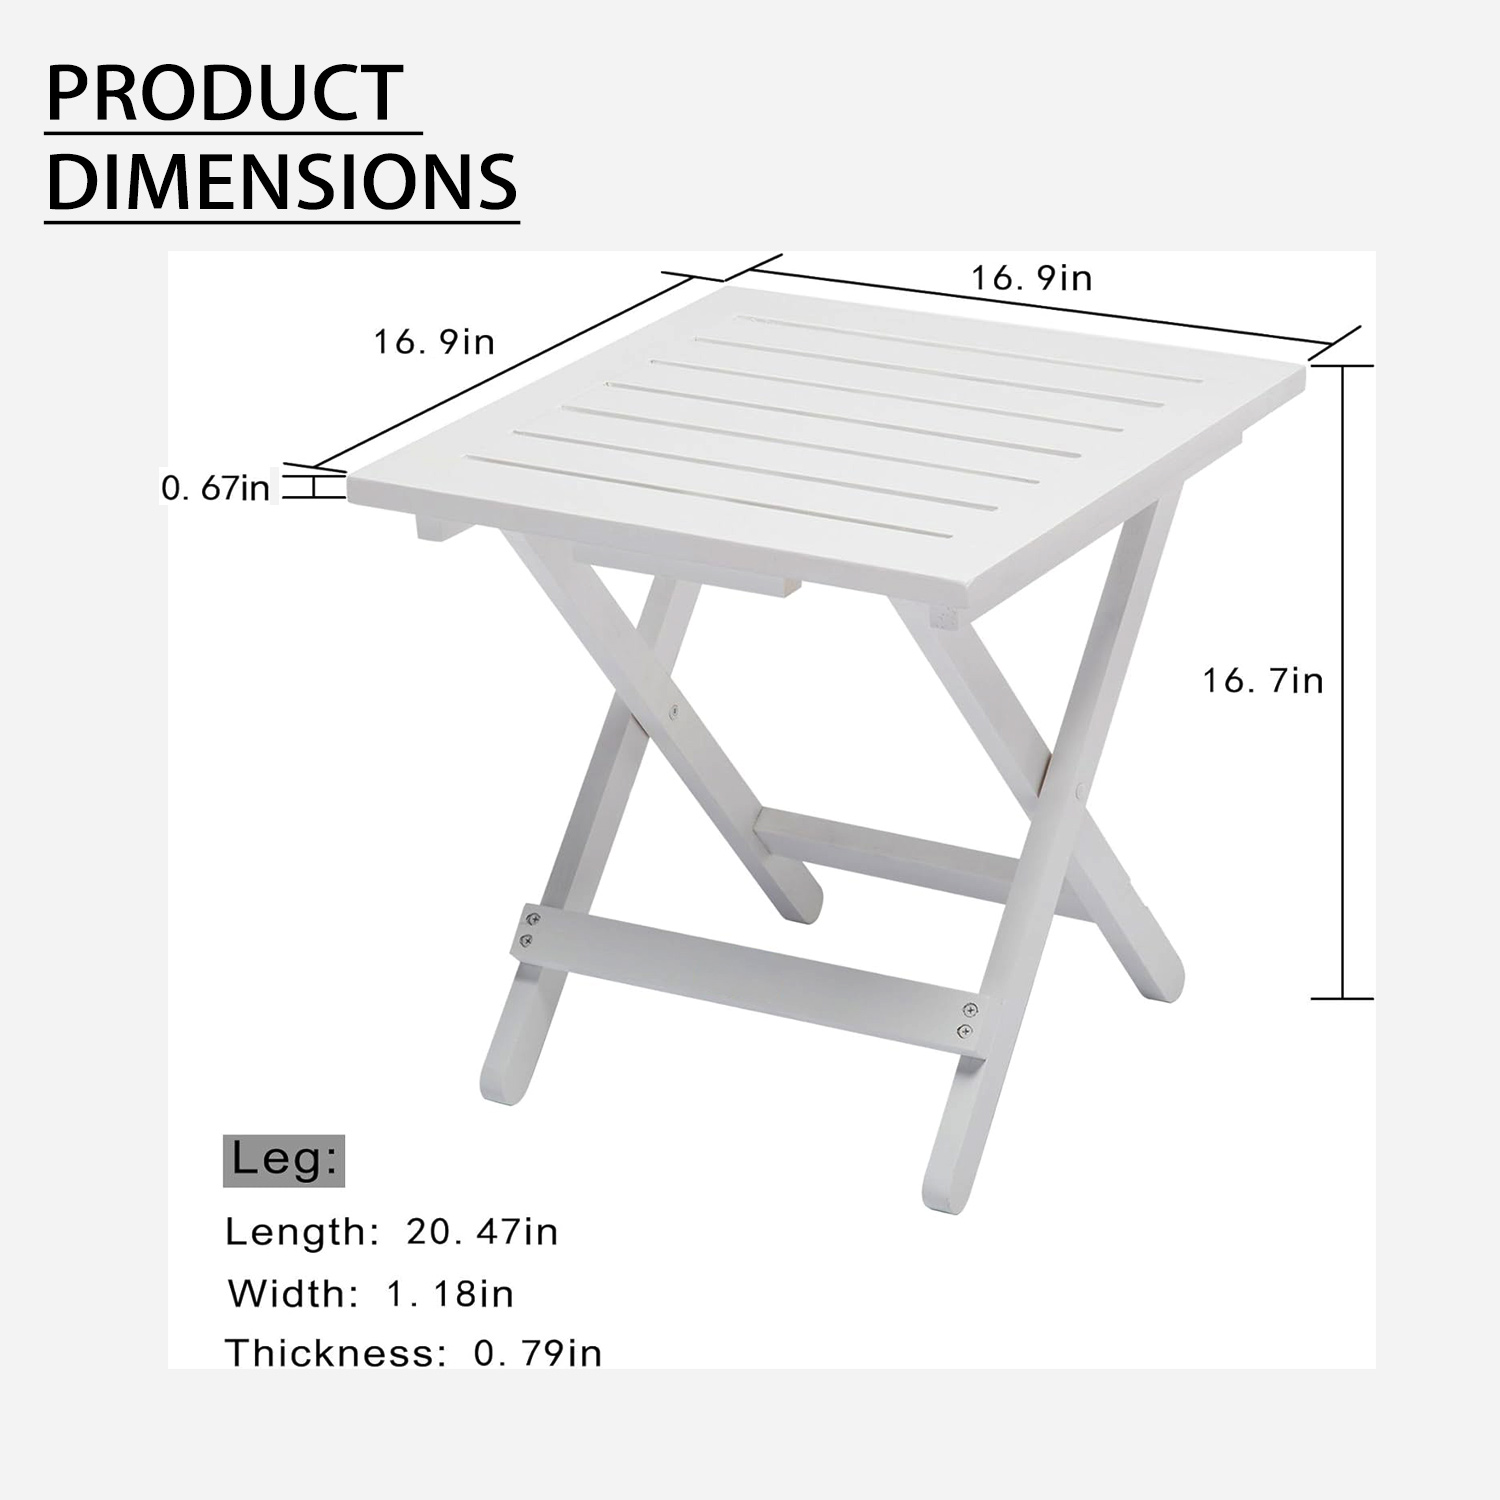 PRODUCT
DIMENSIONS
16.9in
16.9in
0.67in
16.7in
Leg:
Length: 20.47in
Width: 1.18in
Thickness: 0.79in